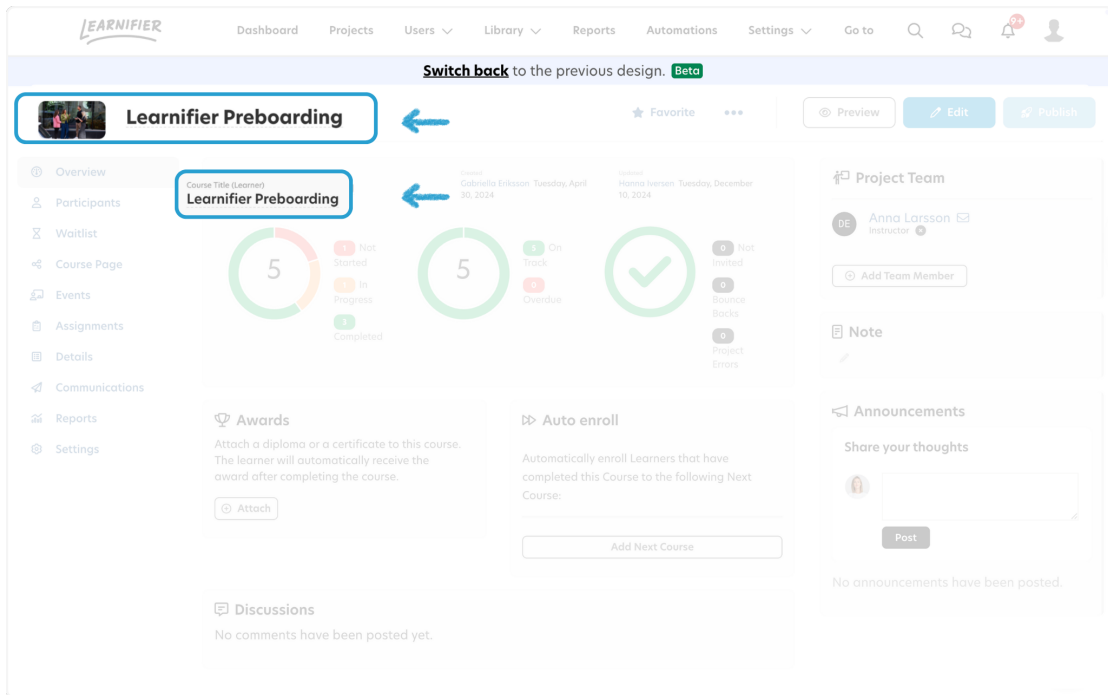 LEARNIFIER
Dashboard Projects Users Library Reports Automations Settings Go to 9+
Switch back to the previous design. Beta
Learnifier Preboarding
Favorite ••• Preview Edit Publish
Overview
Participants
Waitlist
Course Page
Events
Assignments
Details
Communications
Reports
Settings
Course Title (Learner)
Learnifier Preboarding
Gabriella Eriksson Tuesday, April
30, 2024
Updated
Hanna Iversen Tuesday, December
10, 2024
5
1 Not
Started
1 In
Progress
3
Completed
5
5 On
Track
0
Overdue
0 Not
Invited
0
Bounce
Backs
0
Project
Errors
Awards
Attach a diploma or a certificate to this course.
The learner will automatically receive the
award after completing the course.
Attach
Auto enroll
Automatically enroll Learners that have
completed this Course to the following Next
Course:
Add Next Course
Discussions
No comments have been posted yet.
Project Team
DE
Anna Larsson
Instructor
Add Team Member
Note
Announcements
Share your thoughts
Post
No announcements have been posted.